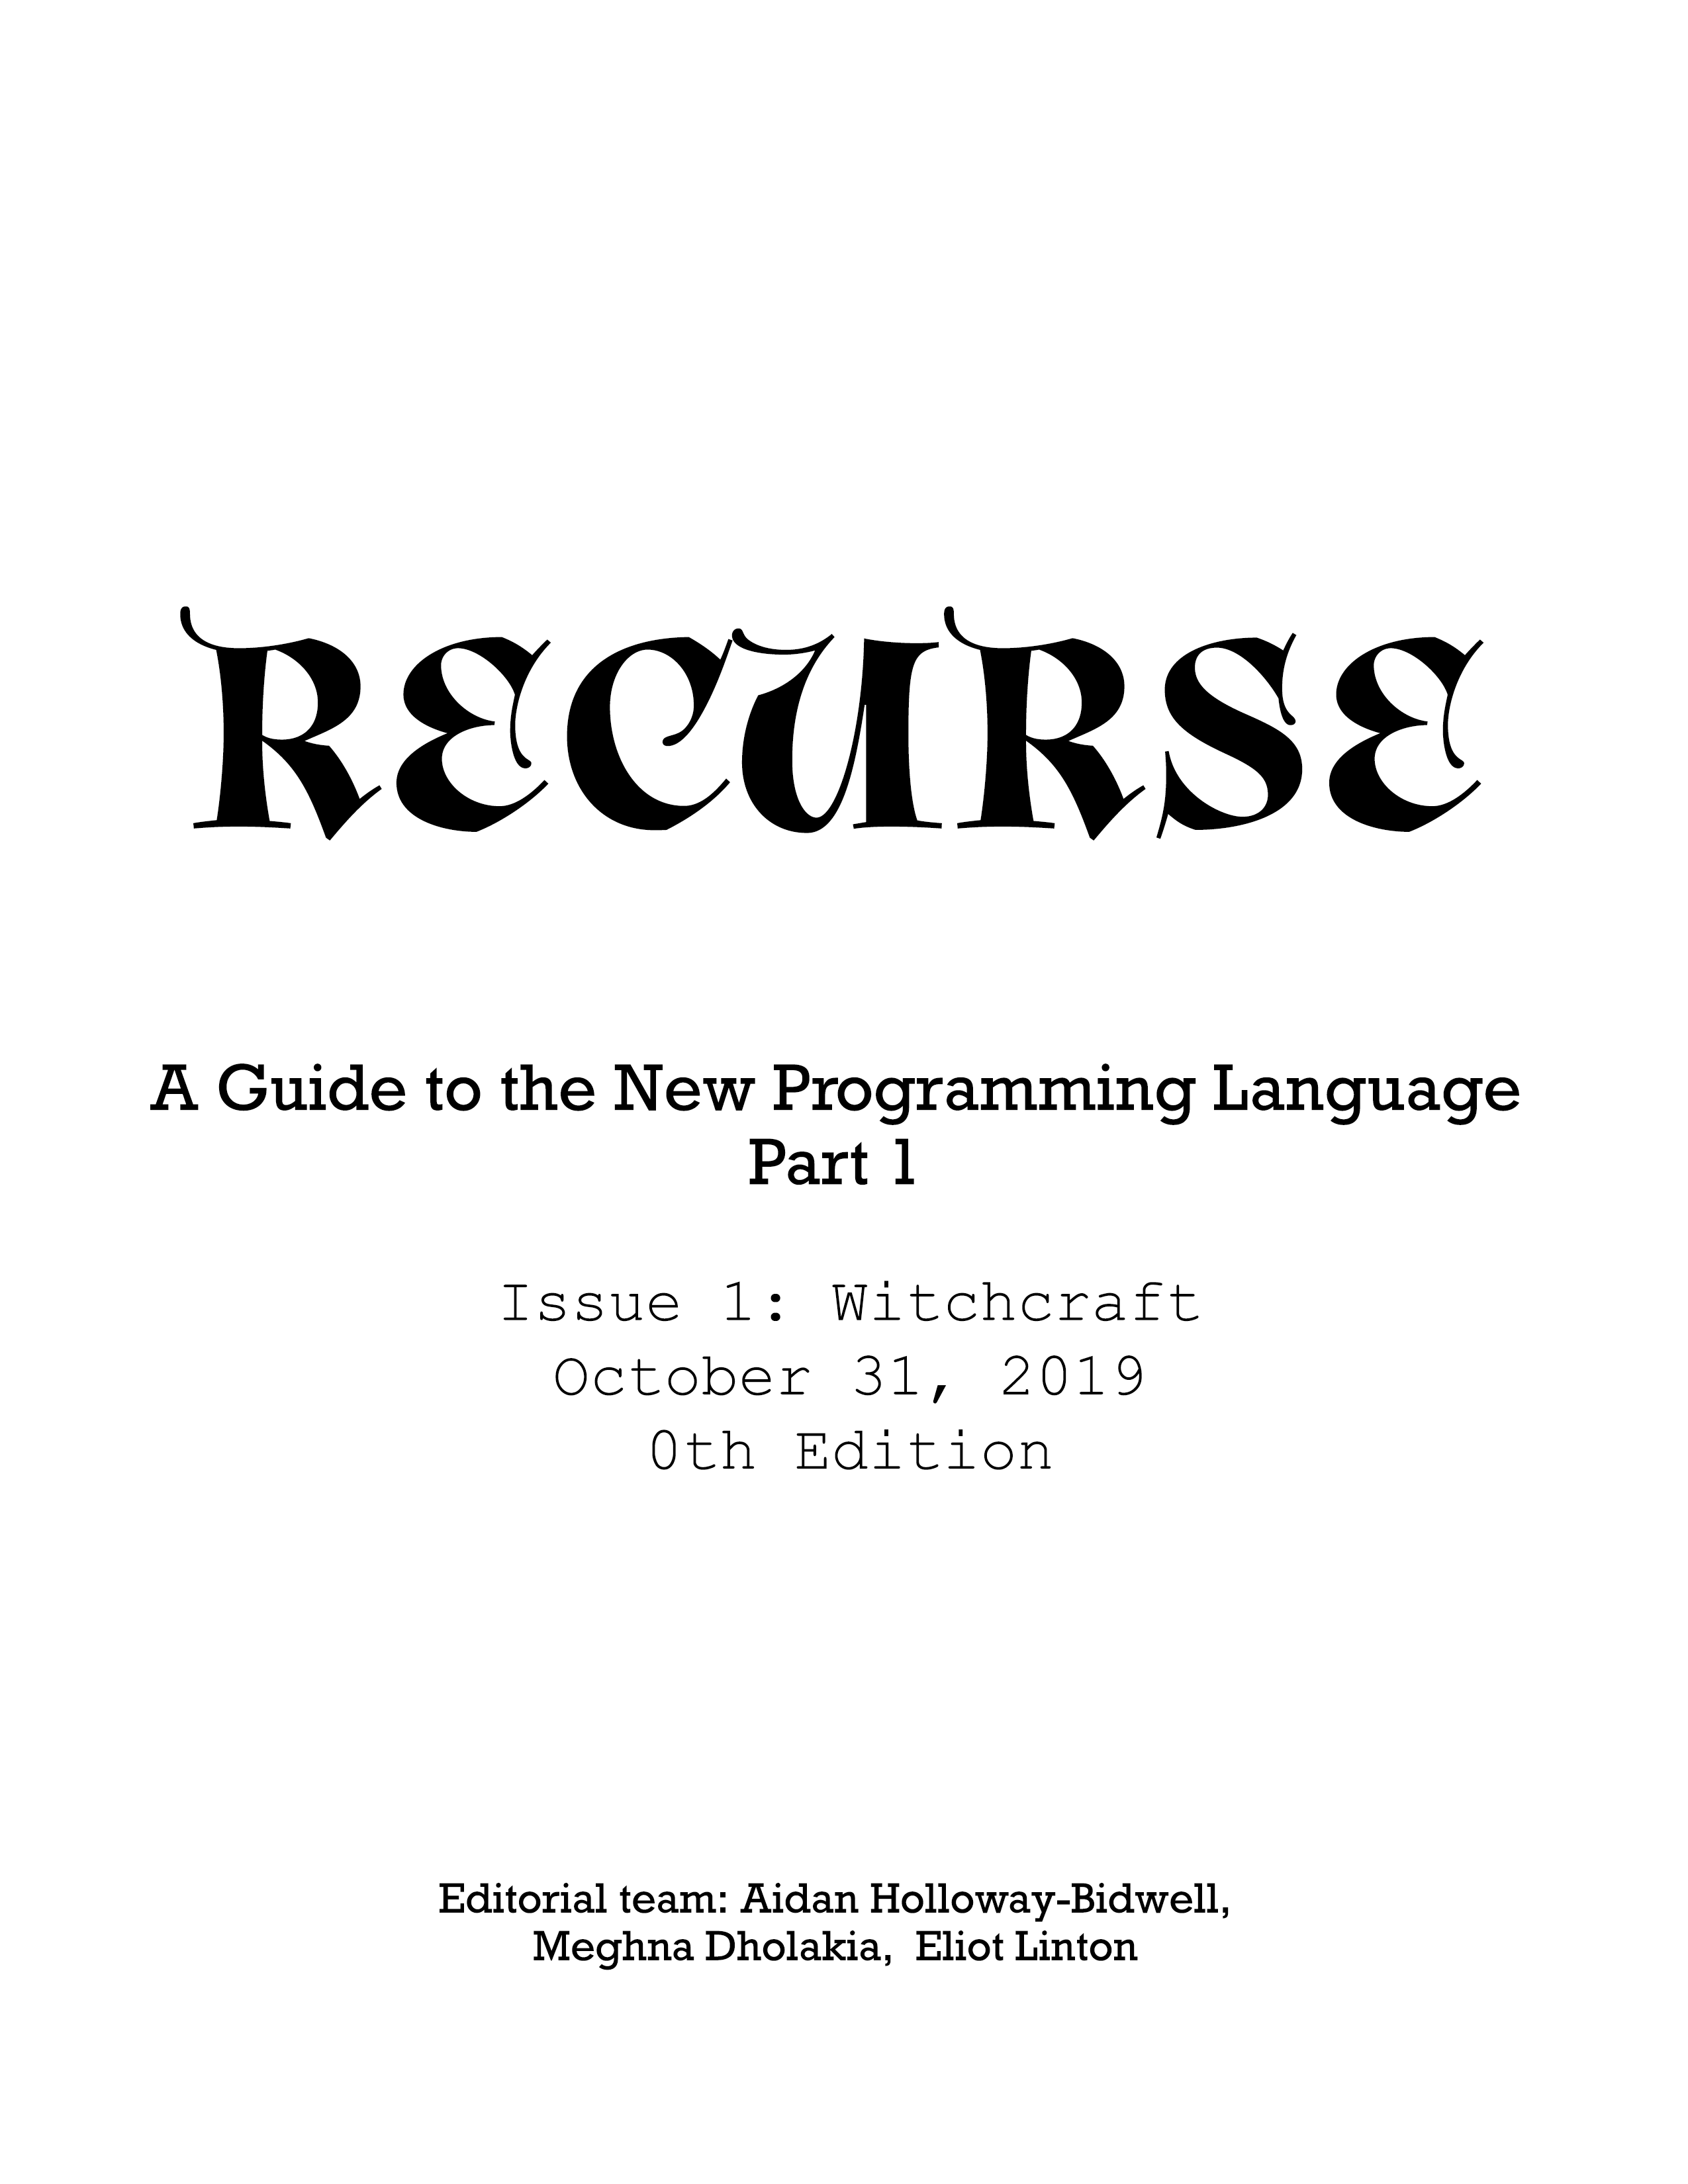 RECURSE
A Guide to the New Programming Language
Part 1
Issue 1: Witchcraft
October 31, 2019
0th Edition
Editorial team: Aidan Holloway-Bidwell,
Meghna Dholakia, Eliot Linton